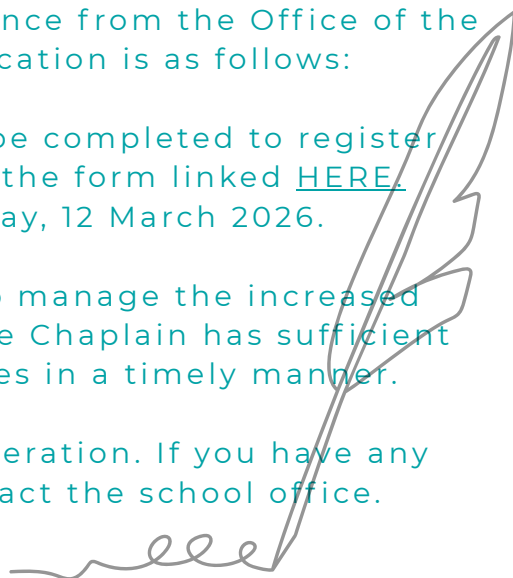 nce from the Office of the
cation is as follows:
be completed to register
the form linked HERE.
ay, 12 March 2026.
manage the increased
e Chaplain has sufficient
es in a timely manner.
eration. If you have any
act the school office.